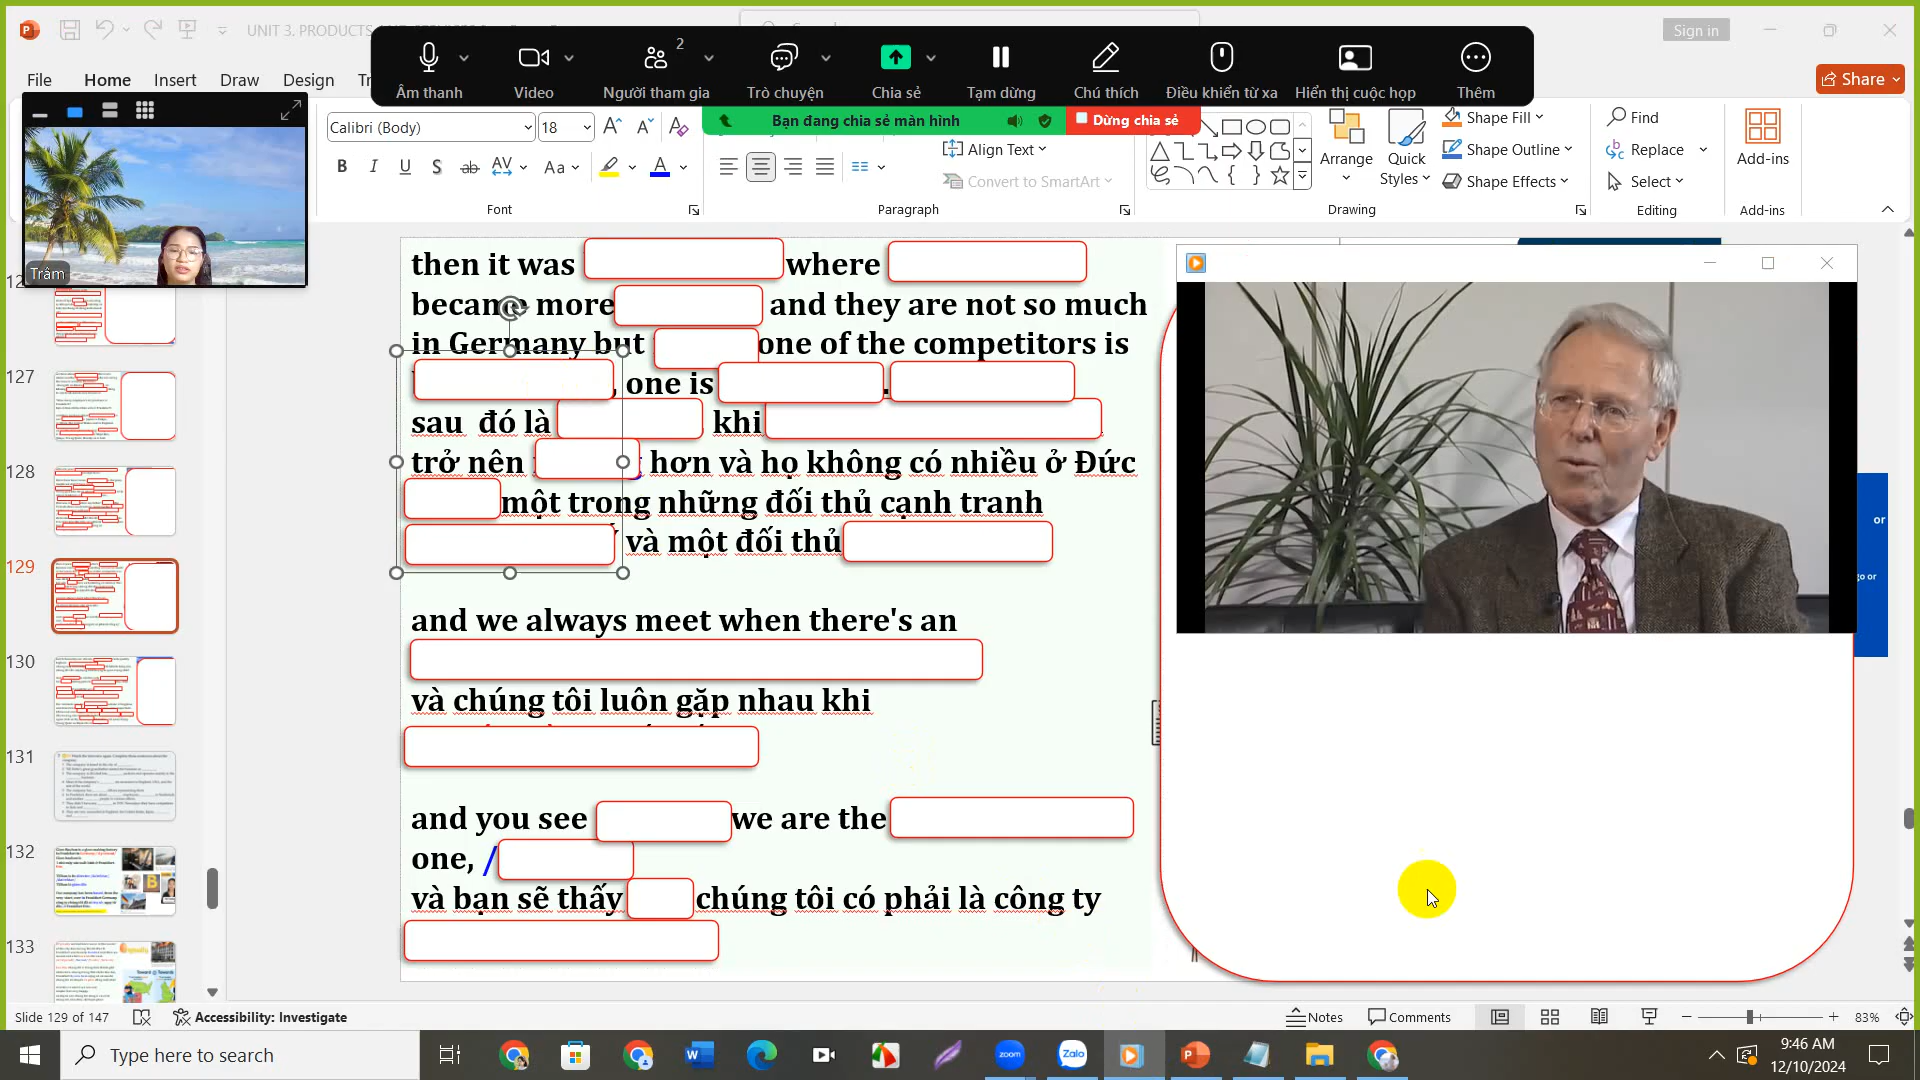 UNIT 3. PRODUCTS
Sign in
File
Home
Insert
Draw
Design
Share
Âm thanh
Video
2
Người tham gia
Trò chuyện
Chia sẻ
Tạm dừng
Chú thích
Điều khiển từ xa
Hiển thị cuộc họp
Thêm
Bạn đang chia sẻ màn hình
Dừng chia sẻ
Calibri (Body)
18
Font
Align Text
Convert to SmartArt
Paragraph
Arrange
Quick
Styles
Shape Fill
Shape Outline
Shape Effects
Drawing
Find
Replace
Select
Editing
Add-ins
Add-ins
Trâm
then it was where
became more and they are not so much
in Germany but one of the competitors is
, one is .
sau đó là khi
trở nên hơn và họ không có nhiều ở Đức
một trong những đối thủ cạnh tranh
và một đối thủ
and we always meet when there's an
và chúng tôi luôn gặp nhau khi
and you see we are the
one, /
và bạn sẽ thấy chúng tôi có phải là công ty
or
127
128
129
130
131
132
133
Slide 129 of 147
Accessibility: Investigate
Notes
Comments
83%
Type here to search
zoom
Zalo
9:46 AM
12/10/2024